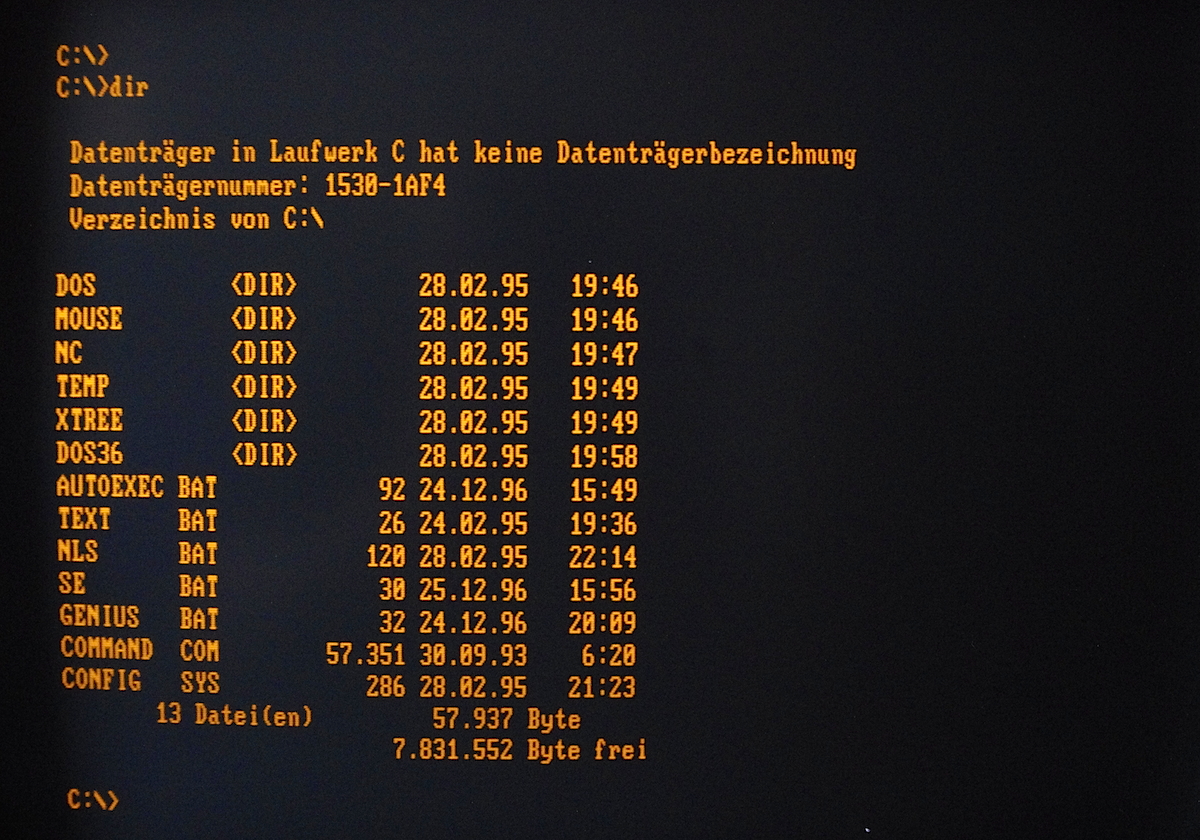 C:\>
C:\>dir
Datenträger in Laufwerk C hat keine Datenträgerbezeichnung
Datenträgernummer: 1530-1AF4
Verzeichnis von C:\
DOS <DIR> 28.02.95 19:46
MOUSE <DIR> 28.02.95 19:46
NC <DIR> 28.02.95 19:47
TEMP <DIR> 28.02.95 19:49
XTREE <DIR> 28.02.95 19:49
DOS36 <DIR> 28.02.95 19:58
AUTOEXEC BAT 92 24.12.96 15:49
TEXT BAT 26 24.02.95 19:36
NLS BAT 120 28.02.95 22:14
SE BAT 30 25.12.96 15:56
GENIUS BAT 32 24.12.96 20:09
COMMAND COM 57.351 30.09.93 6:20
CONFIG SYS 286 28.02.95 21:23
13 Datei(en) 57.937 Byte
7.831.552 Byte frei
C:\>